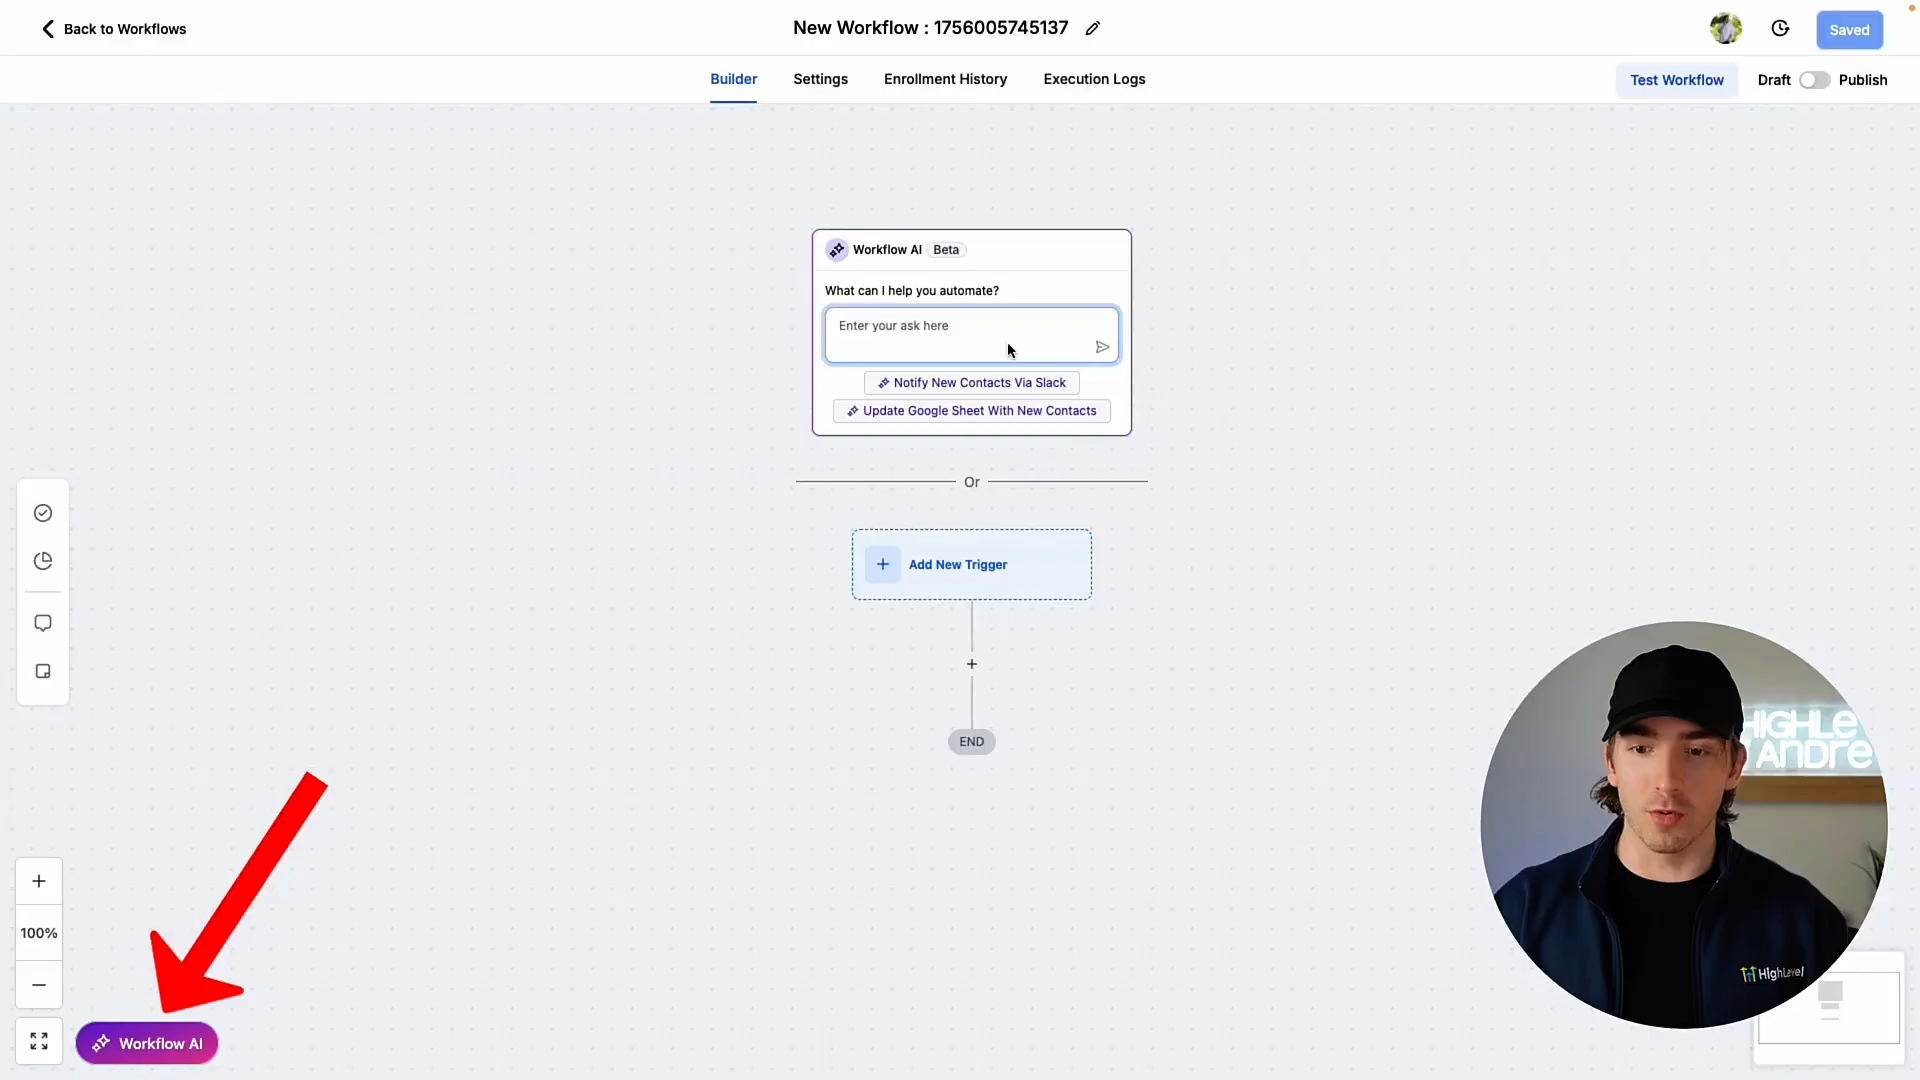 Back to Workflows
New Workflow : 1756005745137
Saved
Builder
Settings
Enrollment History
Execution Logs
Test Workflow
Draft
Publish
Workflow AI
Beta
What can I help you automate?
Enter your ask here
Notify New Contacts Via Slack
Update Google Sheet With New Contacts
Or
Add New Trigger
END
HIGHLE
ANDRE
HighLevel
100%
Workflow AI